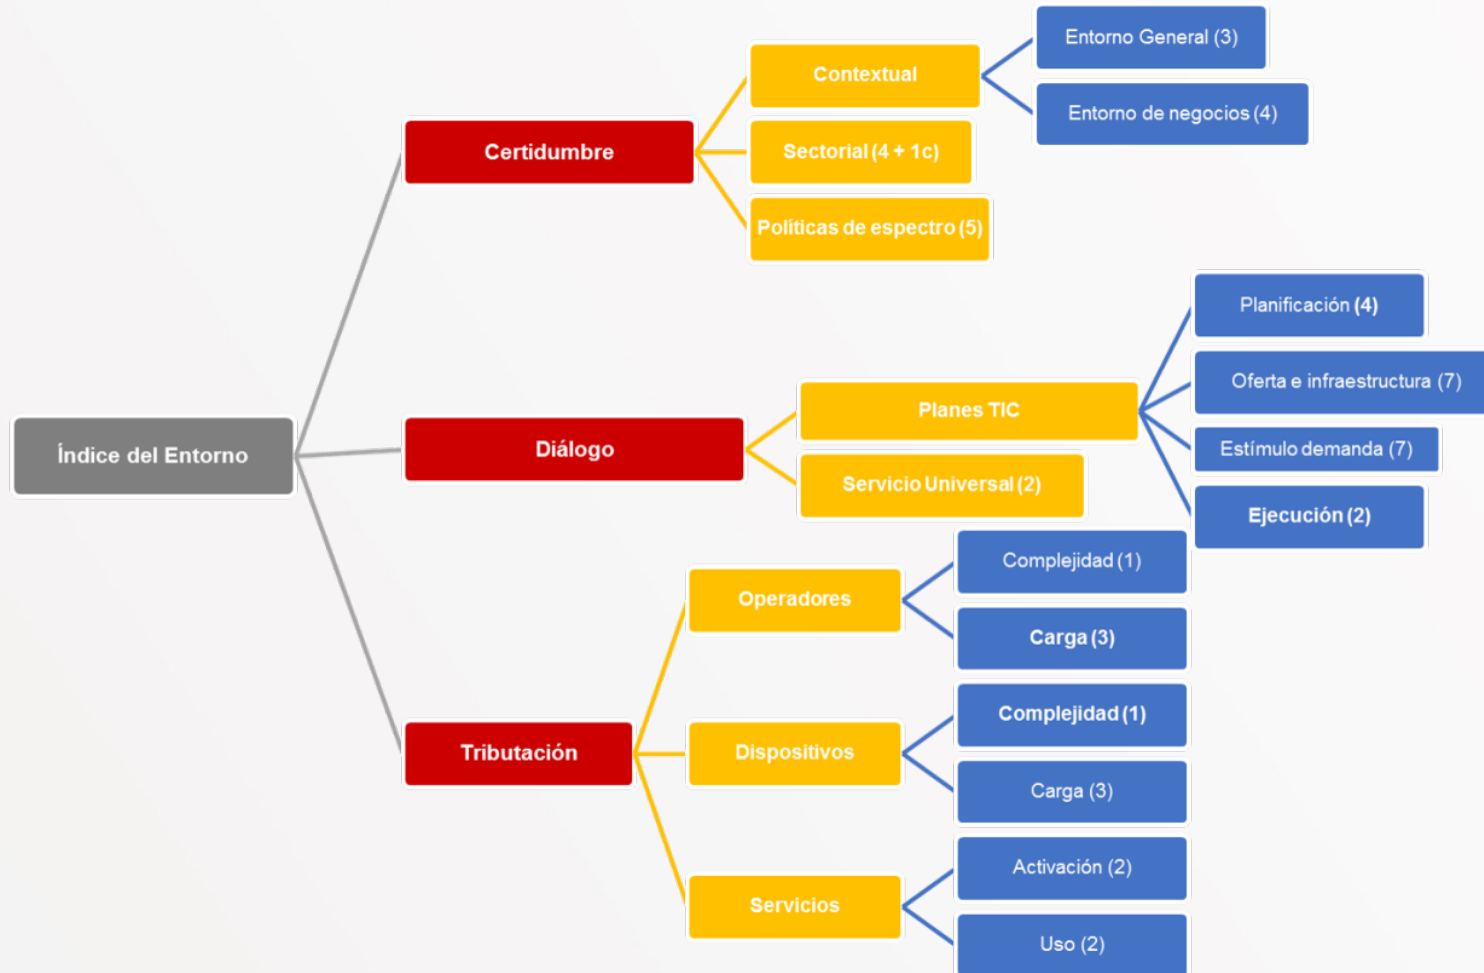 Índice del Entorno
Certidumbre
Contextual
Entorno General (3)
Entorno de negocios (4)
Sectorial (4 + 1c)
Políticas de espectro (5)
Diálogo
Planes TIC
Planificación (4)
Oferta e infraestructura (7)
Estímulo demanda (7)
Ejecución (2)
Servicio Universal (2)
Tributación
Operadores
Complejidad (1)
Carga (3)
Dispositivos
Complejidad (1)
Carga (3)
Servicios
Activación (2)
Uso (2)